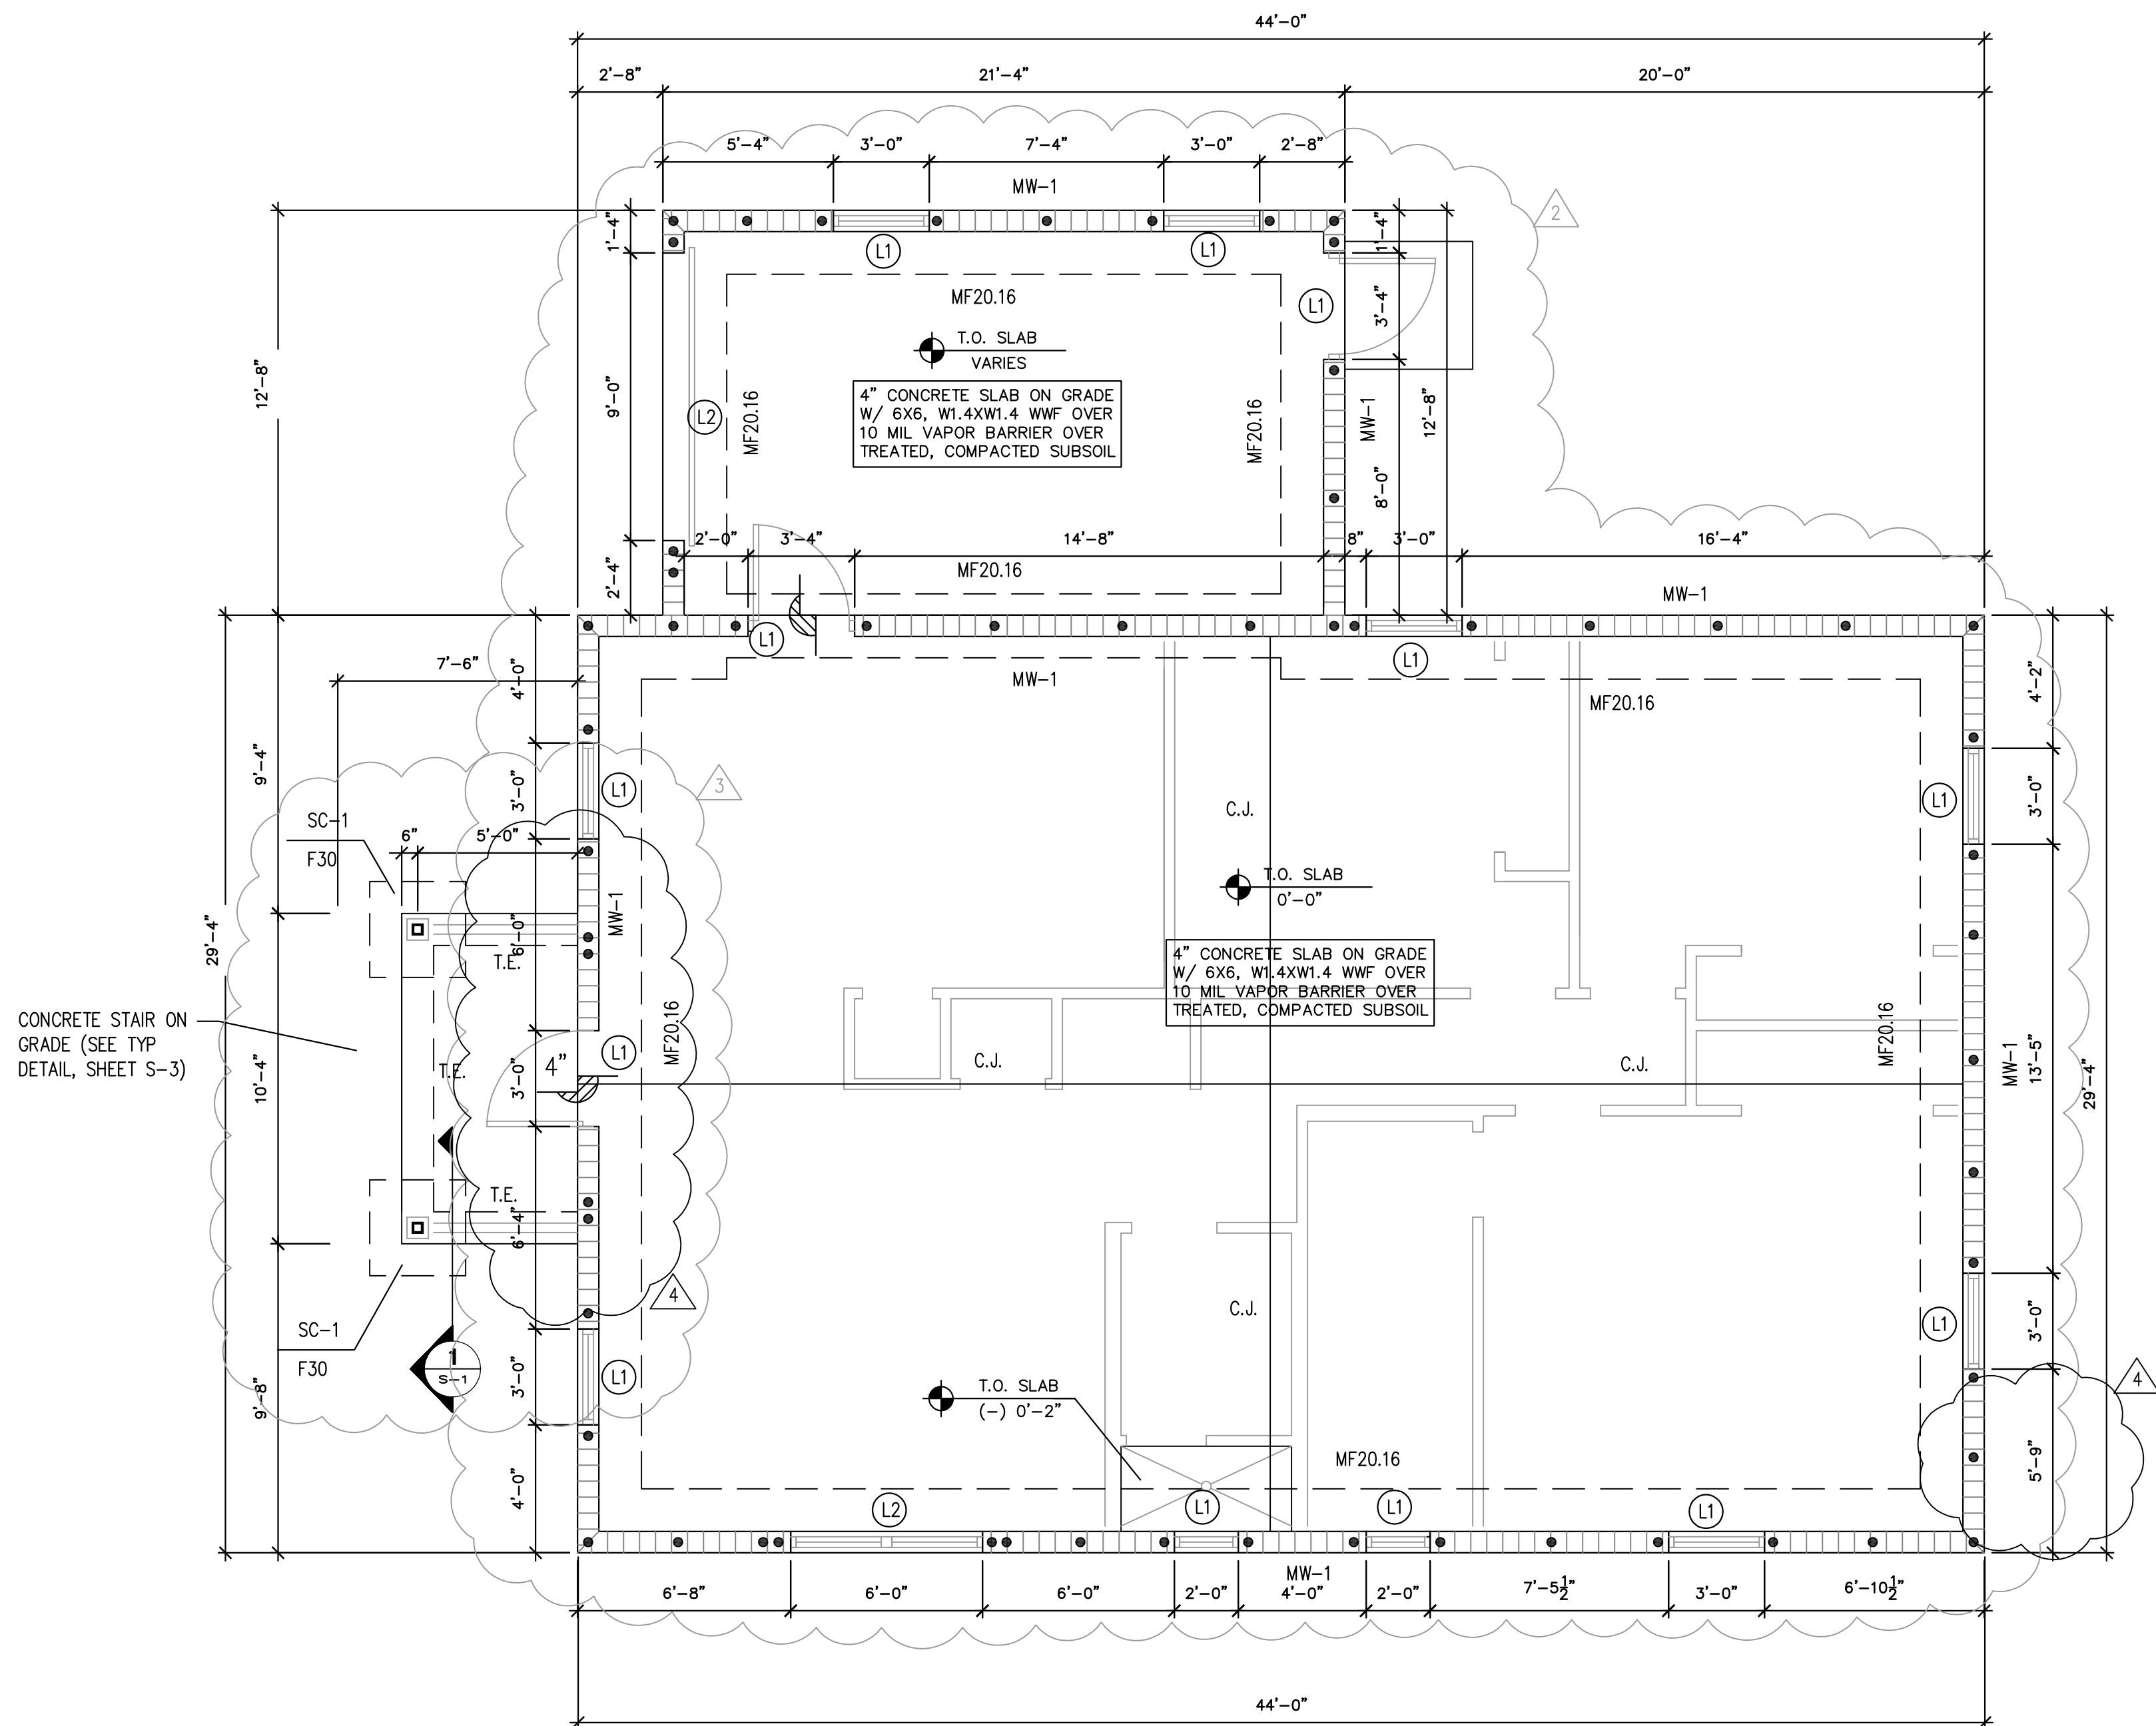 44'-0"
2'-8"
21'-4"
20'-0"
5'-4"
3'-0"
7'-4"
3'-0"
2'-8"
MW-1
2
1'-4"
1'-4"
L1
L1
MF20.16
L1
3'-4"
T.O. SLAB
VARIES
12'-8"
9'-0"
L2
MF20.16
4" CONCRETE SLAB ON GRADE
W/ 6X6, W1.4XW1.4 WWF OVER
10 MIL VAPOR BARRIER OVER
TREATED, COMPACTED SUBSOIL
MF20.16
MW-1
12'-8"
8'-0"
2'-0"
3'-4"
14'-8"
8"
3'-0"
16'-4"
2'-4"
MF20.16
MW-1
L1
L1
7'-6"
4'-0"
MW-1
MF20.16
4'-2"
9'-4"
3'-0"
L1
3
C.J.
L1
3'-0"
SC-1
F30
6"
5'-0"
T.O. SLAB
0'-0"
29'-4"
6'-0"
MW-1
T.E.
4" CONCRETE SLAB ON GRADE
W/ 6X6, W1.4XW1.4 WWF OVER
10 MIL VAPOR BARRIER OVER
TREATED, COMPACTED SUBSOIL
CONCRETE STAIR ON
GRADE (SEE TYP
DETAIL, SHEET S-3)
10'-4"
T.E.
3'-0"
4"
L1
MF20.16
C.J.
C.J.
MF20.16
MW-1
13'-5"
29'-4"
T.E.
6'-4"
4
C.J.
L1
3'-0"
SC-1
F30
1
S-1
9'-8"
3'-0"
L1
T.O. SLAB
(-) 0'-2"
4
MF20.16
5'-9"
4'-0"
L2
L1
L1
L1
MW-1
6'-8"
6'-0"
6'-0"
2'-0"
4'-0"
2'-0"
7'-5½"
3'-0"
6'-10½"
44'-0"